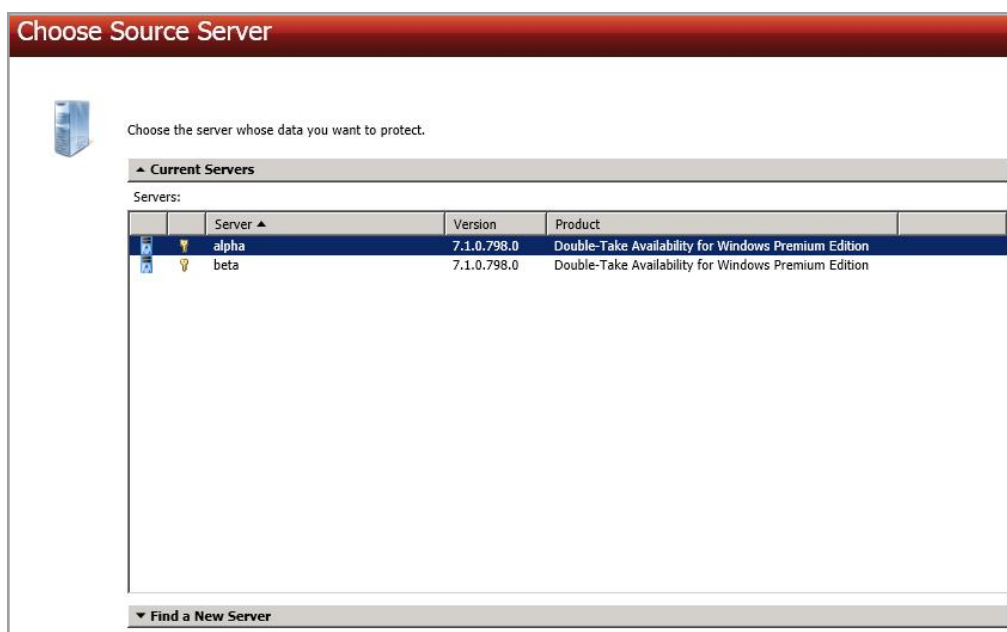 Choose Source Server
Choose the server whose data you want to protect.
▲ Current Servers
Servers:
Server ▲ Version Product
alpha 7.1.0.798.0 Double-Take Availability for Windows Premium Edition
beta 7.1.0.798.0 Double-Take Availability for Windows Premium Edition
▼ Find a New Server